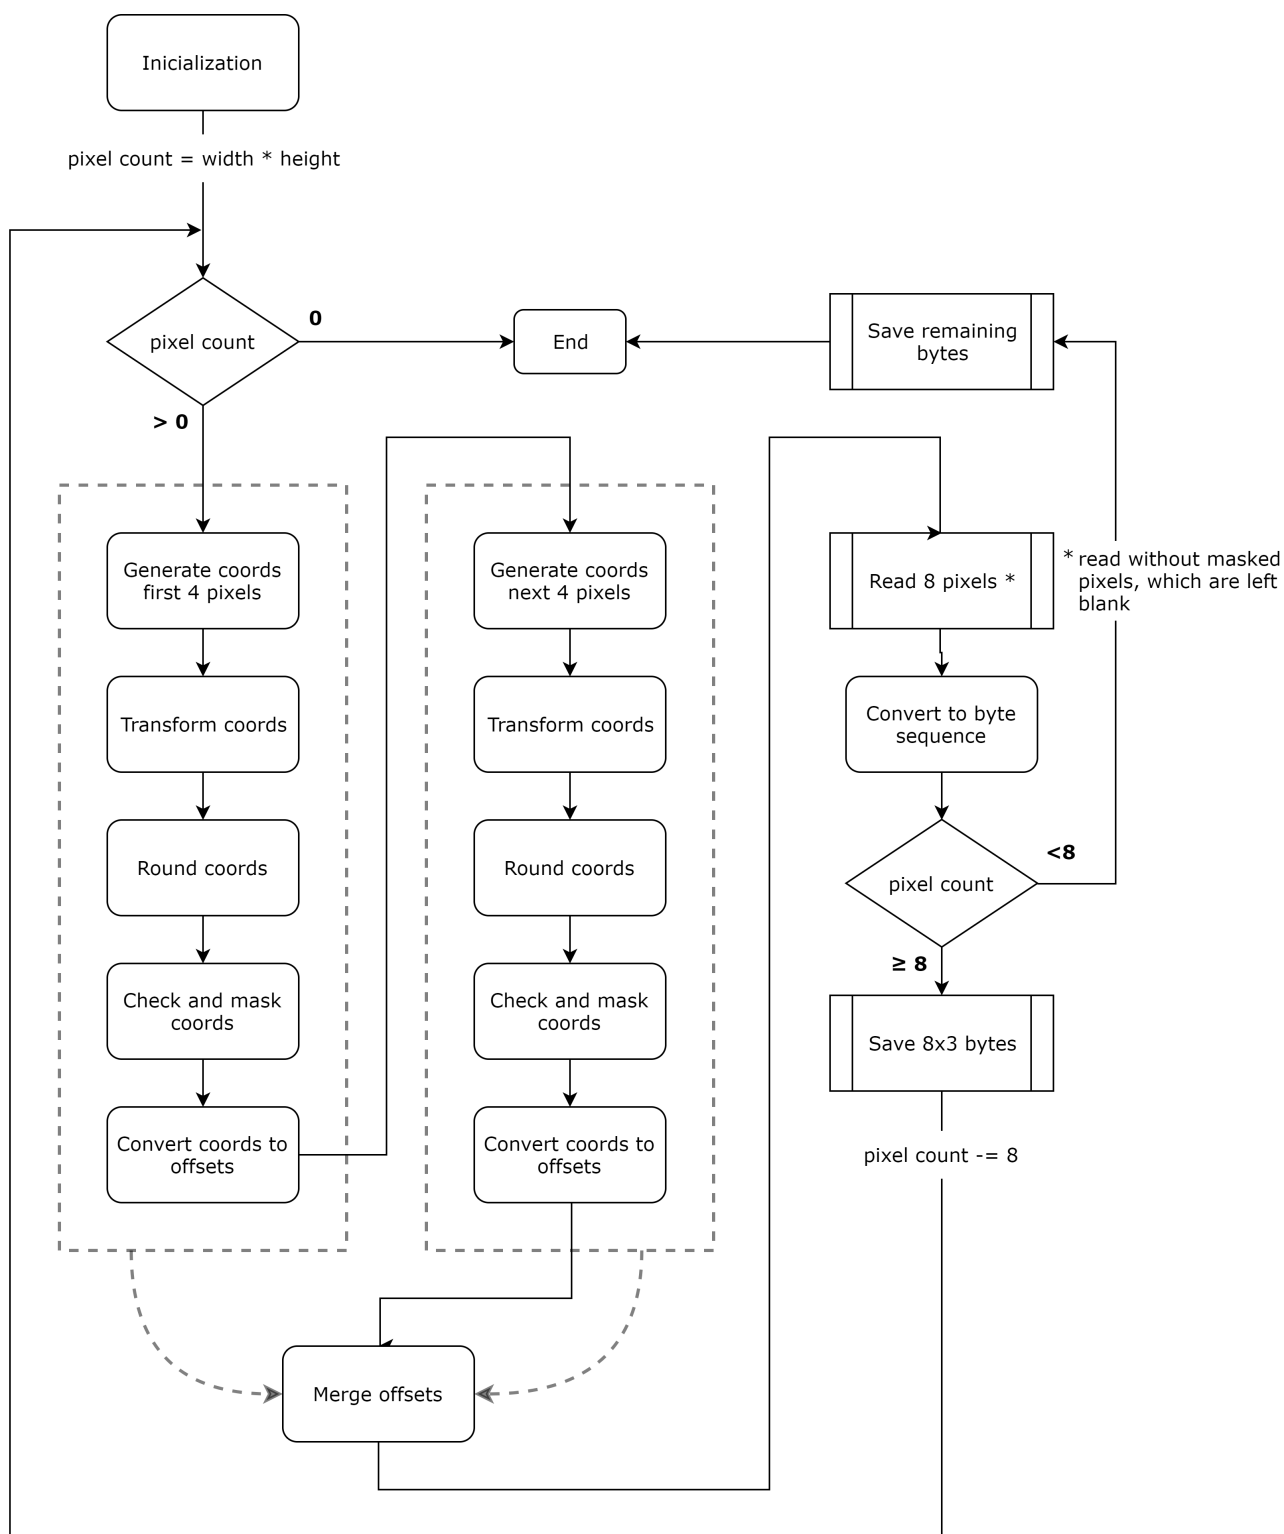 Inicialization
pixel count = width * height
pixel count
0
> 0
End
Save remaining
bytes
Generate coords
first 4 pixels
Transform coords
Round coords
Check and mask
coords
Convert coords to
offsets
Generate coords
next 4 pixels
Transform coords
Round coords
Check and mask
coords
Convert coords to
offsets
Merge offsets
Read 8 pixels *
* read without masked
pixels, which are left
blank
Convert to byte
sequence
pixel count
<8
≥ 8
Save 8x3 bytes
pixel count -= 8